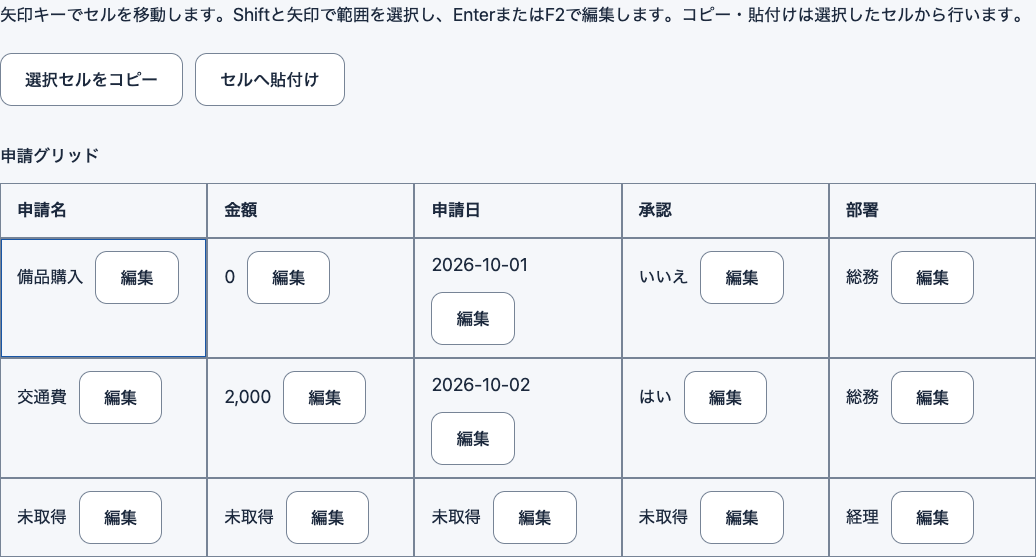 矢印キーでセルを移動します。Shiftと矢印で範囲を選択し、EnterまたはF2で編集します。コピー・貼付けは選択したセルから行います。
選択セルをコピー セルへ貼付け
申請グリッド
申請名 金額 申請日 承認 部署
備品購入 編集 0 編集 2026-10-01 編集 いいえ 編集 総務 編集
交通費 編集 2,000 編集 2026-10-02 編集 はい 編集 総務 編集
未取得 編集 未取得 編集 未取得 編集 未取得 編集 経理 編集